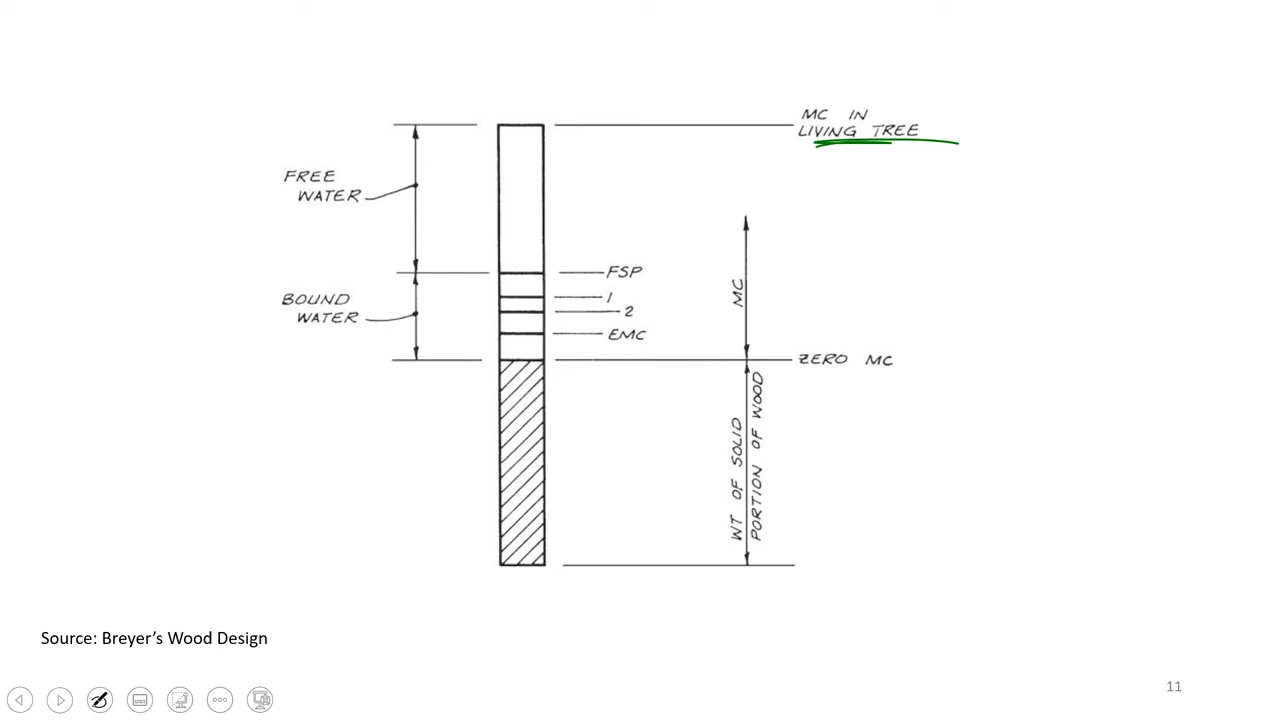 MC IN
LIVING TREE
FREE
WATER
FSP
BOUND
WATER
1
2
EMC
MC
ZERO MC
WT OF SOLID
PORTION OF WOOD
Source: Breyer’s Wood Design
11